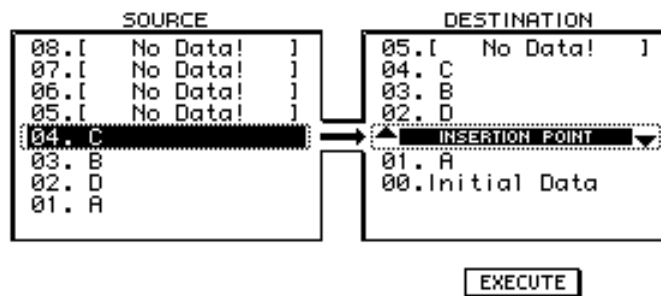 SOURCE
08.[ No Data! ]
07.[ No Data! ]
06.[ No Data! ]
05.[ No Data! ]
04. C
03. B
02. D
01. A
DESTINATION
05.[ No Data! ]
04. C
03. B
02. D
INSERTION POINT
01. A
00.Initial Data
EXECUTE